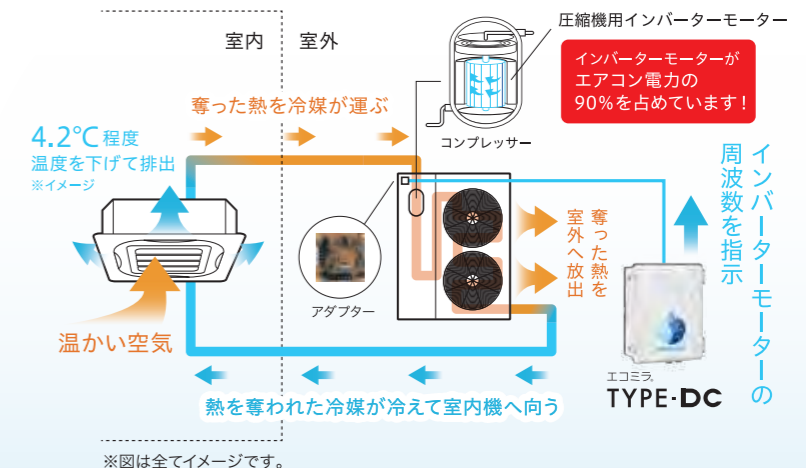 室内
室外
圧縮機用インバーターモーター
インバーターモーターが
エアコン電力の
90%を占めています！
コンプレッサー
奪った熱を冷媒が運ぶ
4.2℃程度
温度を下げて排出
※イメージ
温かい空気
アダプター
奪った熱を
室外へ放出
インバーターモーターの
周波数を指示
エコミラ®
TYPE-DC
熱を奪われた冷媒が冷えて室内機へ向う
※図は全てイメージです。